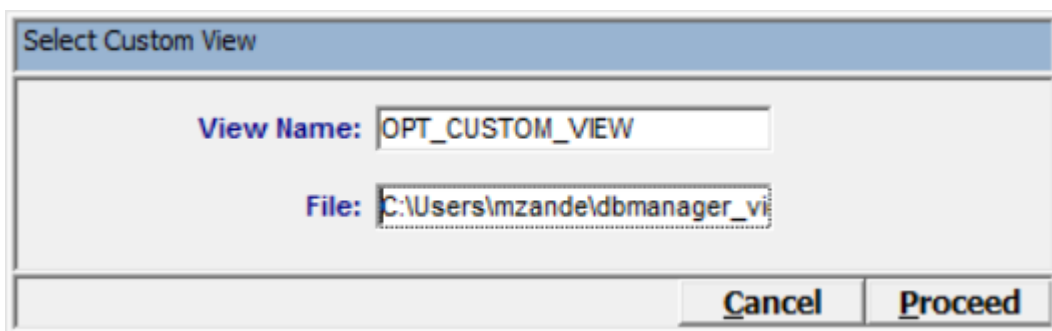 Select Custom View
View Name: OPT_CUSTOM_VIEW
File: C:\Users\mzande\dbmanager_vi
Cancel Proceed